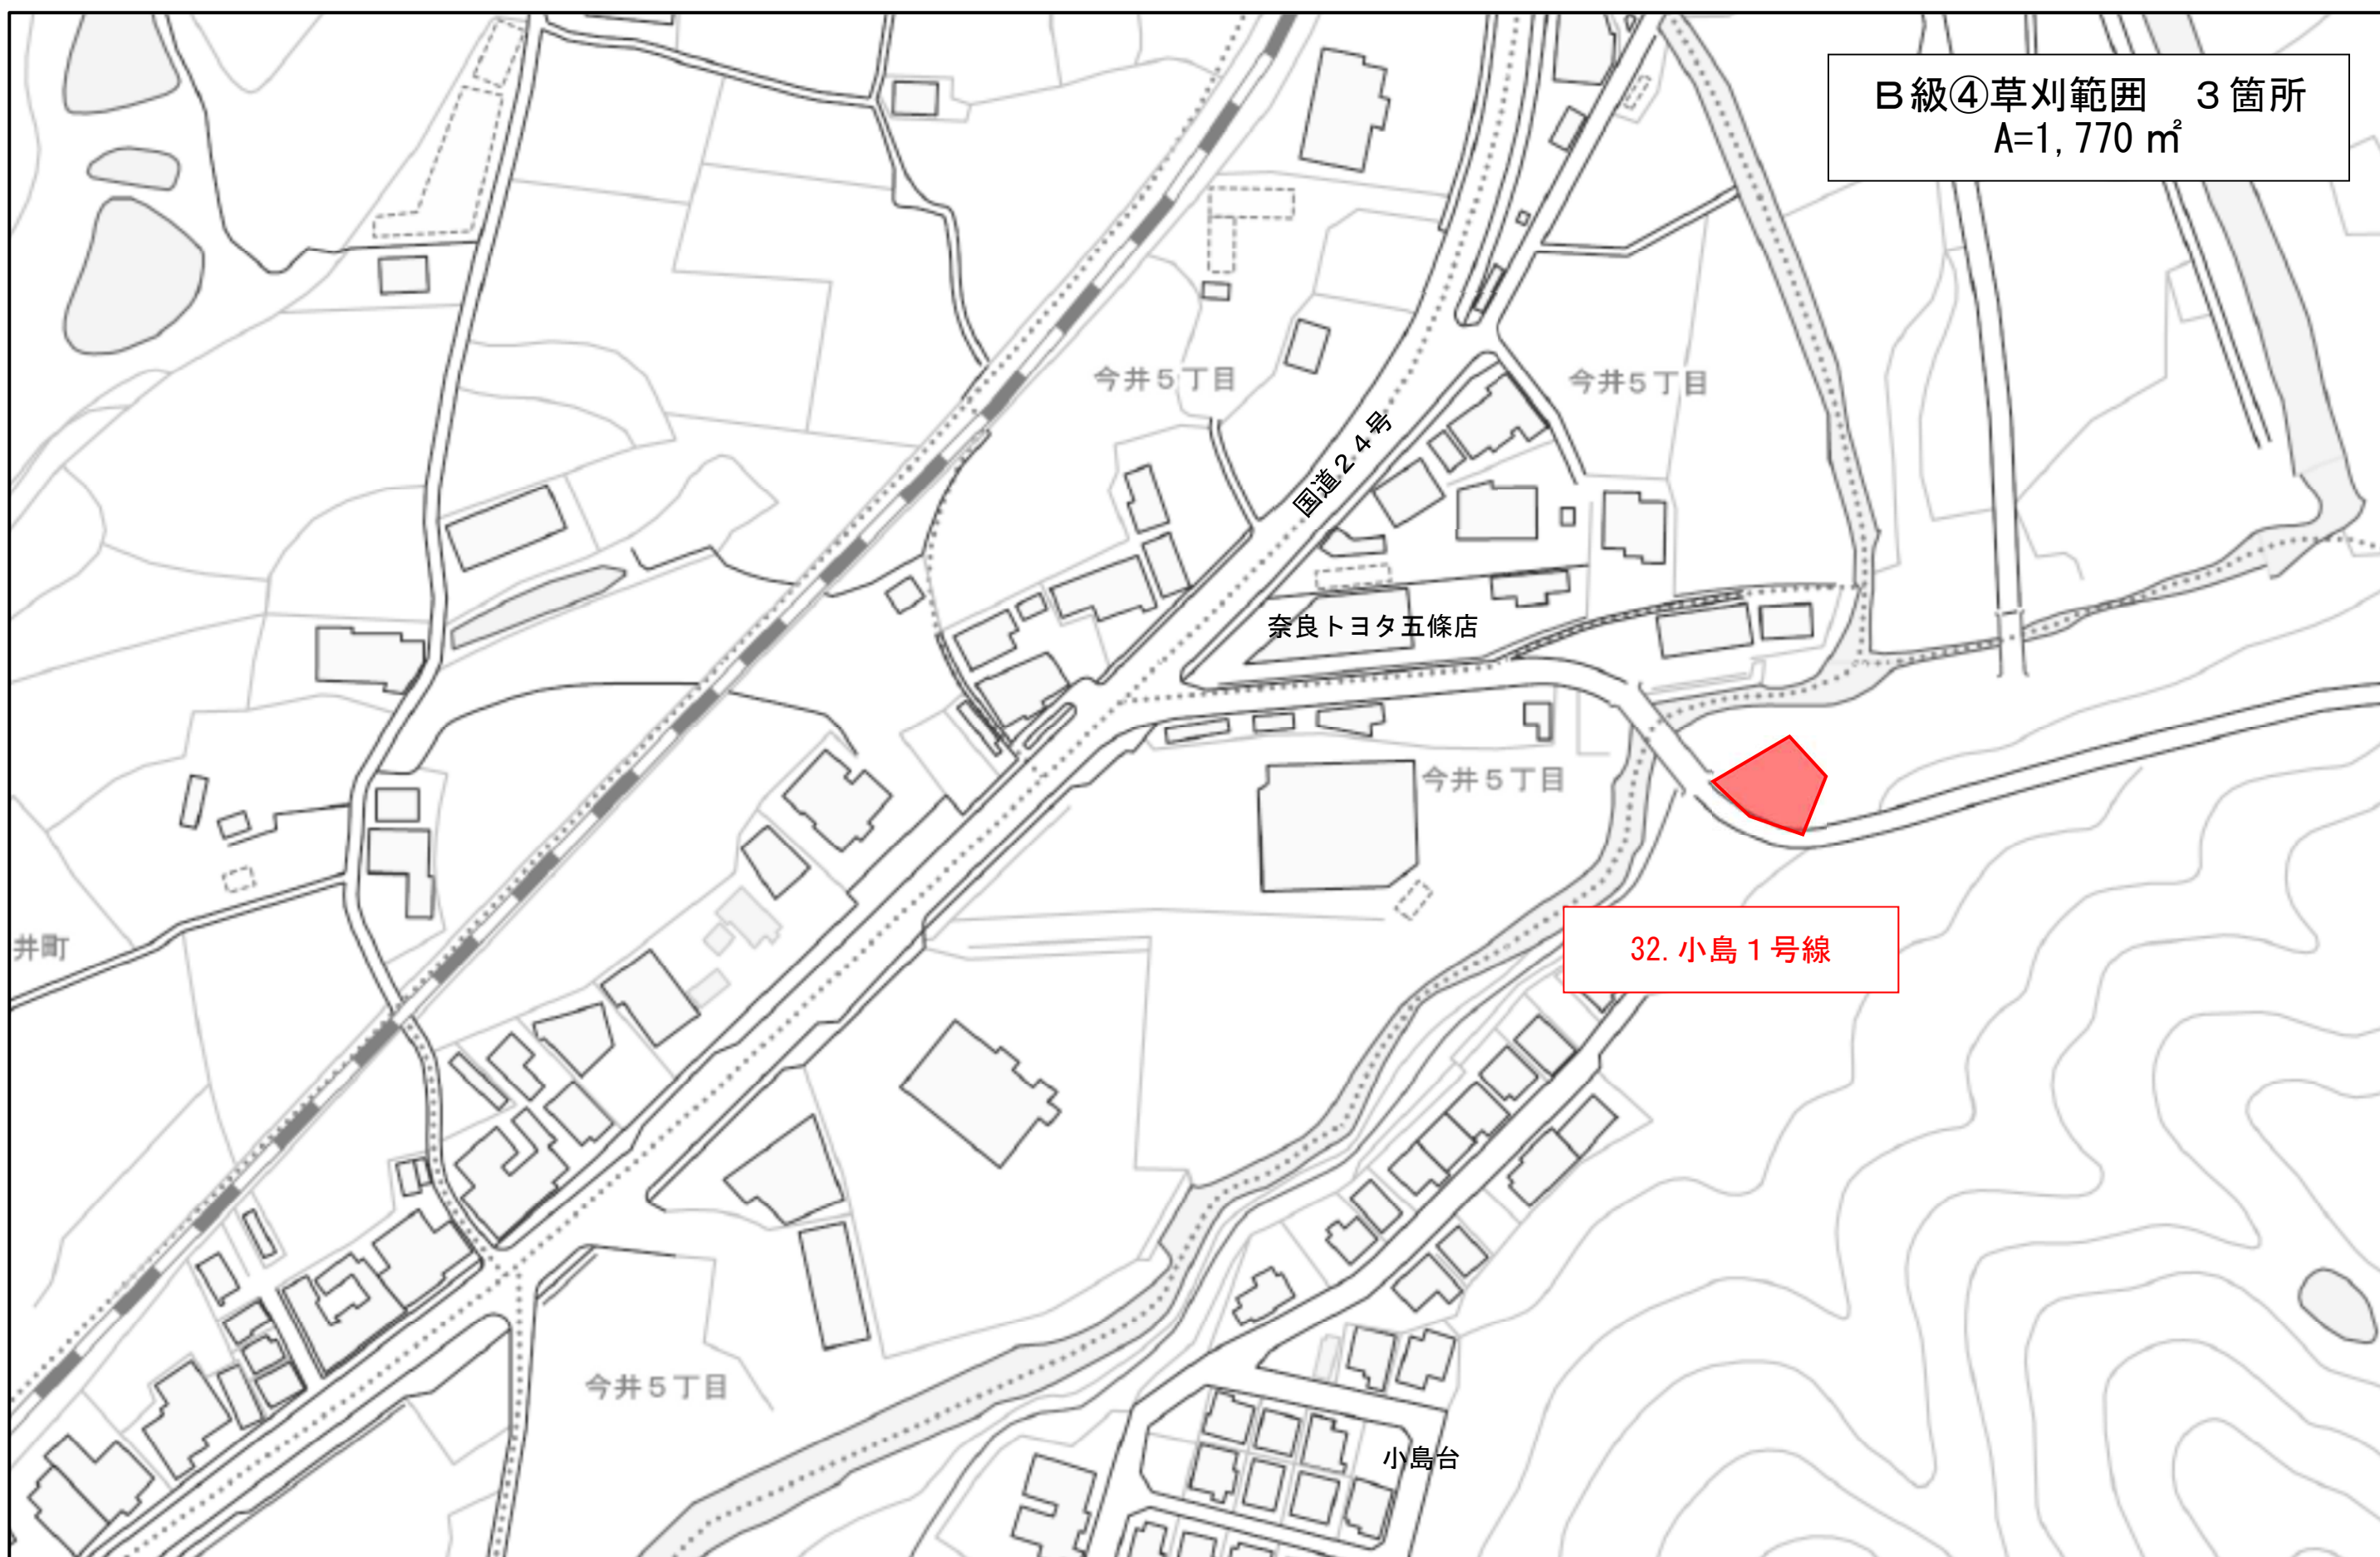 B級④草刈範囲　３箇所
A=1,770 ㎡
今井５丁目
今井５丁目
国道２４号
奈良トヨタ五條店
今井５丁目
井町
32.小島１号線
今井５丁目
小島台